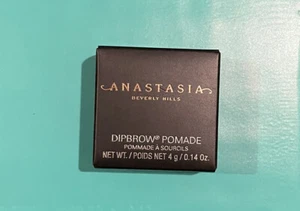 ANASTASIA
BEVERLY HILLS
DIPBROW® POMADE
POMMADE À SOURCILS
NET WT. / POIDS NET 4 g / 0.14 Oz.